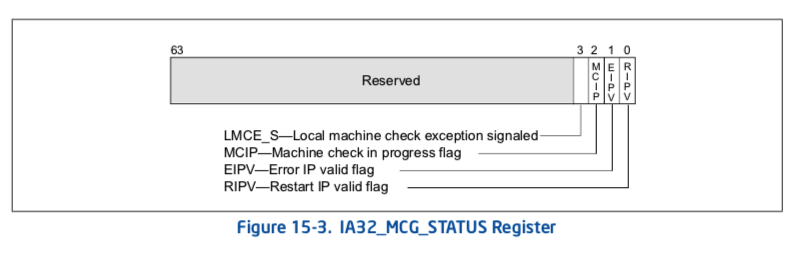 63 3 2 1 0
Reserved MCIP EIPV RIPV
LMCE_S—Local machine check exception signaled
MCIP—Machine check in progress flag
EIPV—Error IP valid flag
RIPV—Restart IP valid flag
Figure 15-3. IA32_MCG_STATUS Register